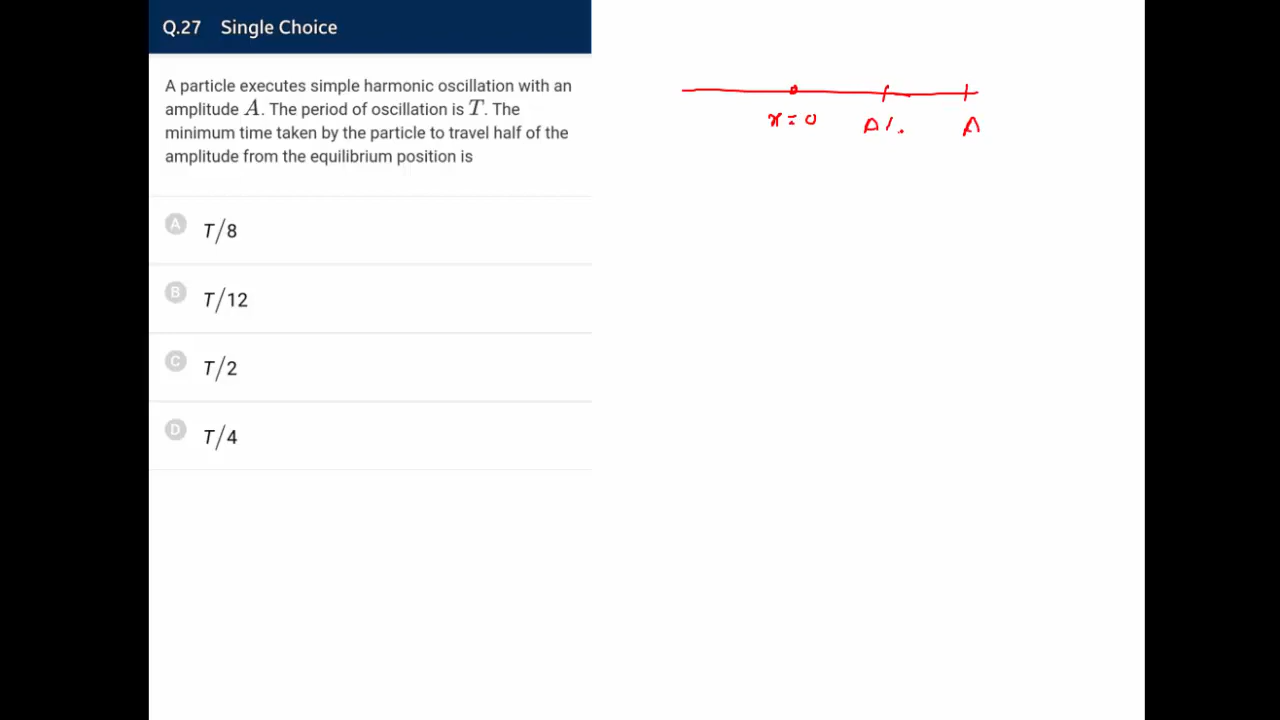 Q.27 Single Choice
A particle executes simple harmonic oscillation with an
amplitude A. The period of oscillation is T. The
minimum time taken by the particle to travel half of the
amplitude from the equilibrium position is
A T/8
B T/12
C T/2
D T/4
x = 0 A/. A